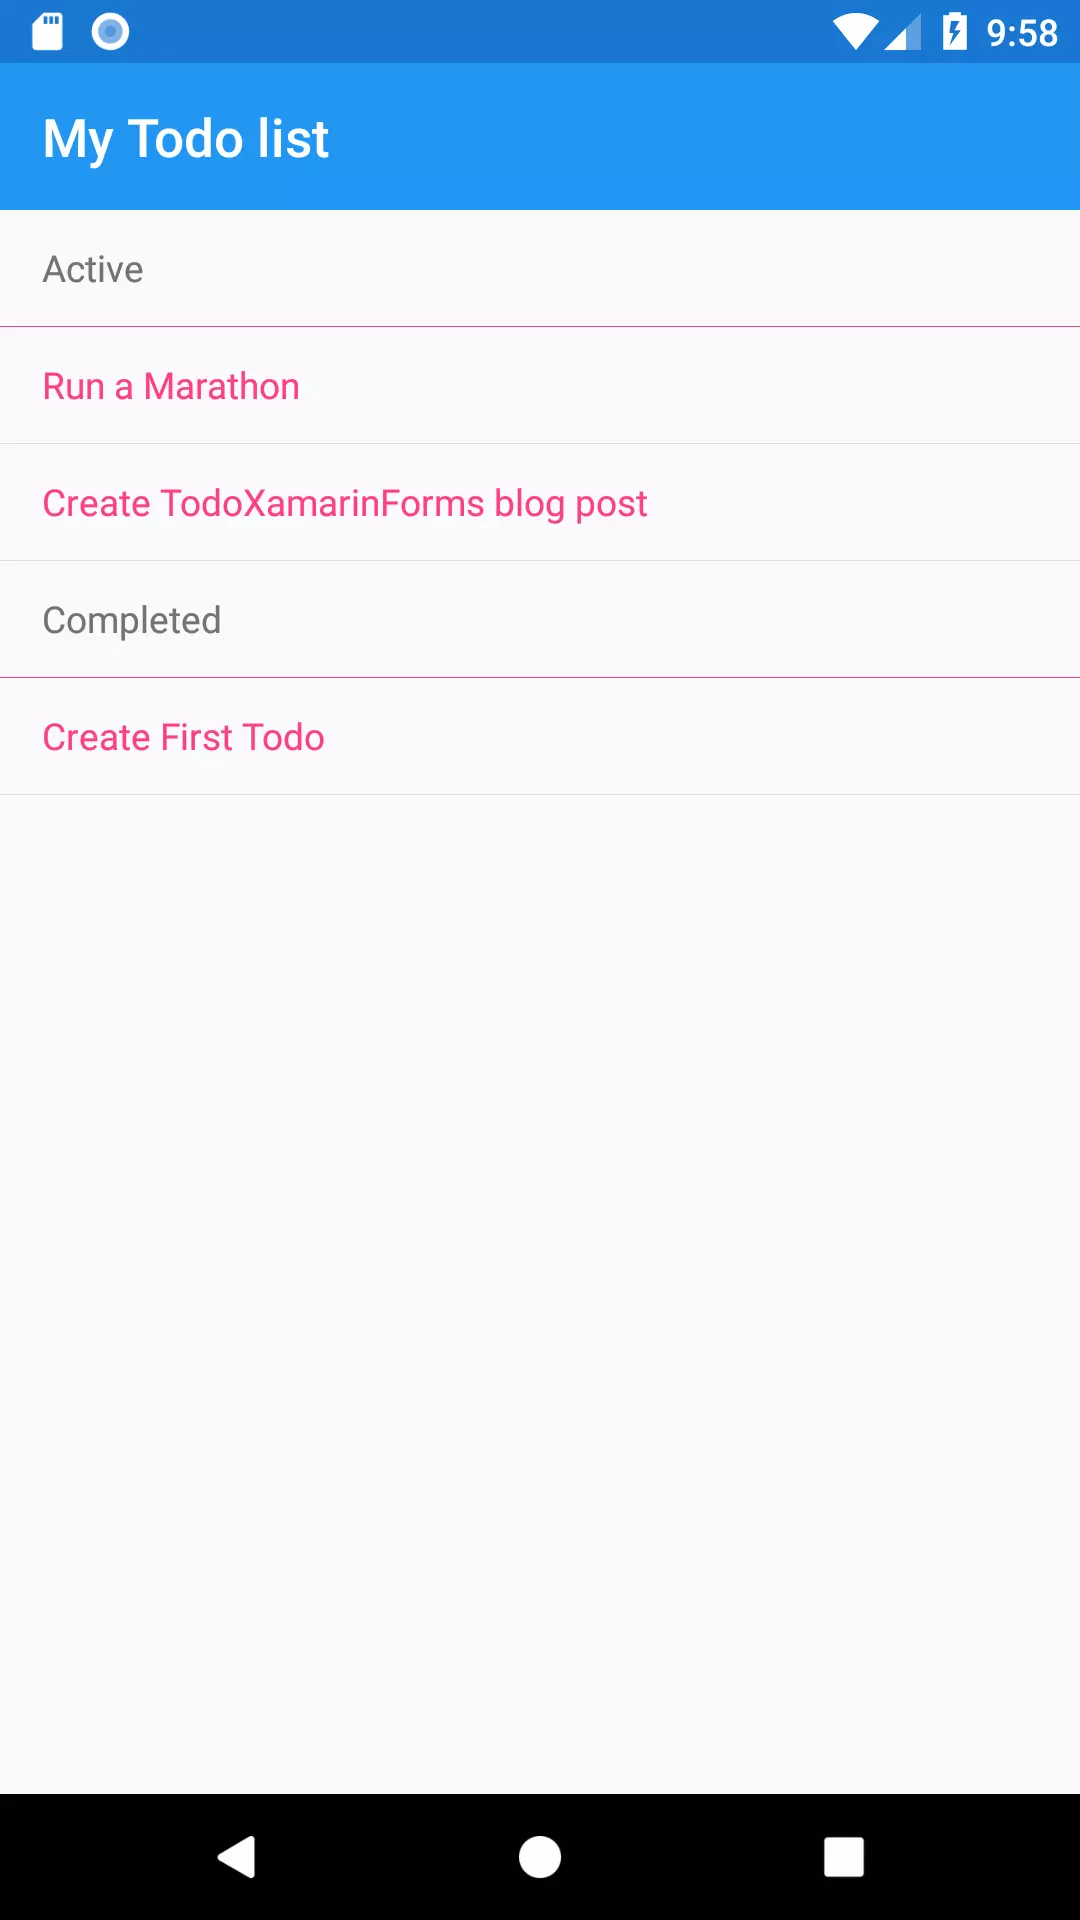 9:58
My Todo list
Active
Run a Marathon
Create TodoXamarinForms blog post
Completed
Create First Todo